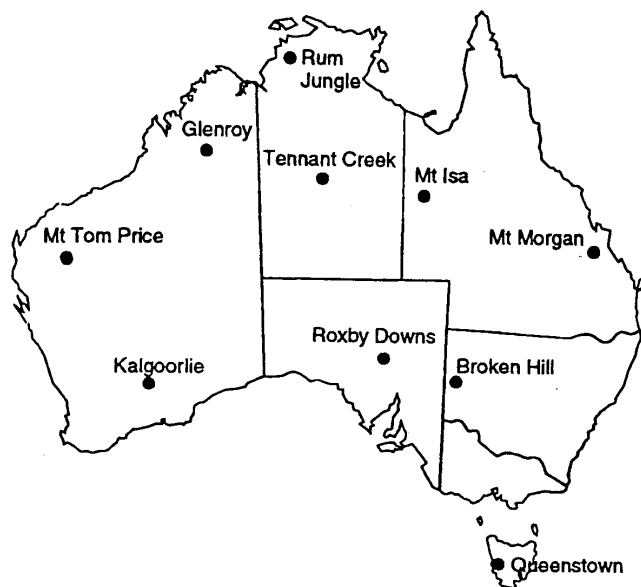 Rum
Jungle
Glenroy
Tennant Creek
Mt Isa
Mt Tom Price
Mt Morgan
Roxby Downs
Kalgoorlie
Broken Hill
Queenstown